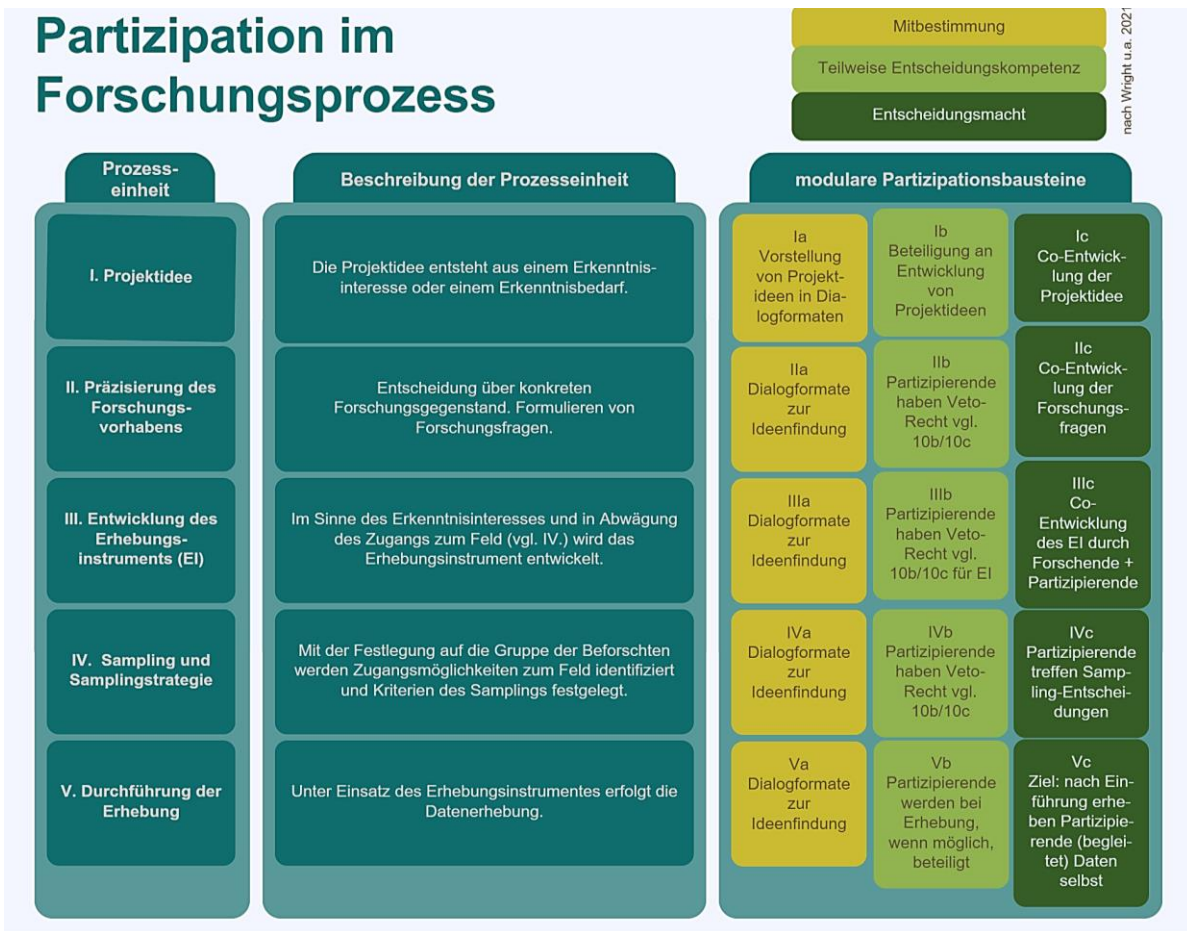 Partizipation im
Forschungsprozess
Mitbestimmung
Teilweise Entscheidungskompetenz
Entscheidungsmacht
nach Wright u.a. 2021
Prozess-
einheit
Beschreibung der Prozesseinheit
modulare Partizipationsbausteine
I. Projektidee
Die Projektidee entsteht aus einem Erkenntnis-
interesse oder einem Erkenntnisbedarf.
Ia
Vorstellung
von Projekt-
ideen in Dia-
logformaten
Ib
Beteiligung an
Entwicklung
von
Projektideen
Ic
Co-Entwick-
lung der
Projektidee
II. Präzisierung des
Forschungs-
vorhabens
Entscheidung über konkreten
Forschungsgegenstand. Formulieren von
Forschungsfragen.
IIa
Dialogformate
zur
Ideenfindung
IIb
Partizipierende
haben Veto-
Recht vgl.
10b/10c
IIc
Co-Entwick-
lung der
Forschungs-
fragen
III. Entwicklung des
Erhebungs-
instruments (EI)
Im Sinne des Erkenntnisinteresses und in Abwägung
des Zugangs zum Feld (vgl. IV.) wird das
Erhebungsinstrument entwickelt.
IIIa
Dialogformate
zur
Ideenfindung
IIIb
Partizipierende
haben Veto-
Recht vgl.
10b/10c für EI
IIIc
Co-
Entwicklung
des EI durch
Forschende +
Partizipierende
IV. Sampling und
Samplingstrategie
Mit der Festlegung auf die Gruppe der Beforschten
werden Zugangsmöglichkeiten zum Feld identifiziert
und Kriterien des Samplings festgelegt.
IVa
Dialogformate
zur
Ideenfindung
IVb
Partizipierende
haben Veto-
Recht vgl.
10b/10c
IVc
Partizipierende
treffen Samp-
ling-Entschei-
dungen
V. Durchführung der
Erhebung
Unter Einsatz des Erhebungsinstrumentes erfolgt die
Datenerhebung.
Va
Dialogformate
zur
Ideenfindung
Vb
Partizipierende
werden bei
Erhebung,
wenn möglich,
beteiligt
Vc
Ziel: nach Ein-
führung erhe-
ben Partizipie-
rende (beglei-
tet) Daten
selbst